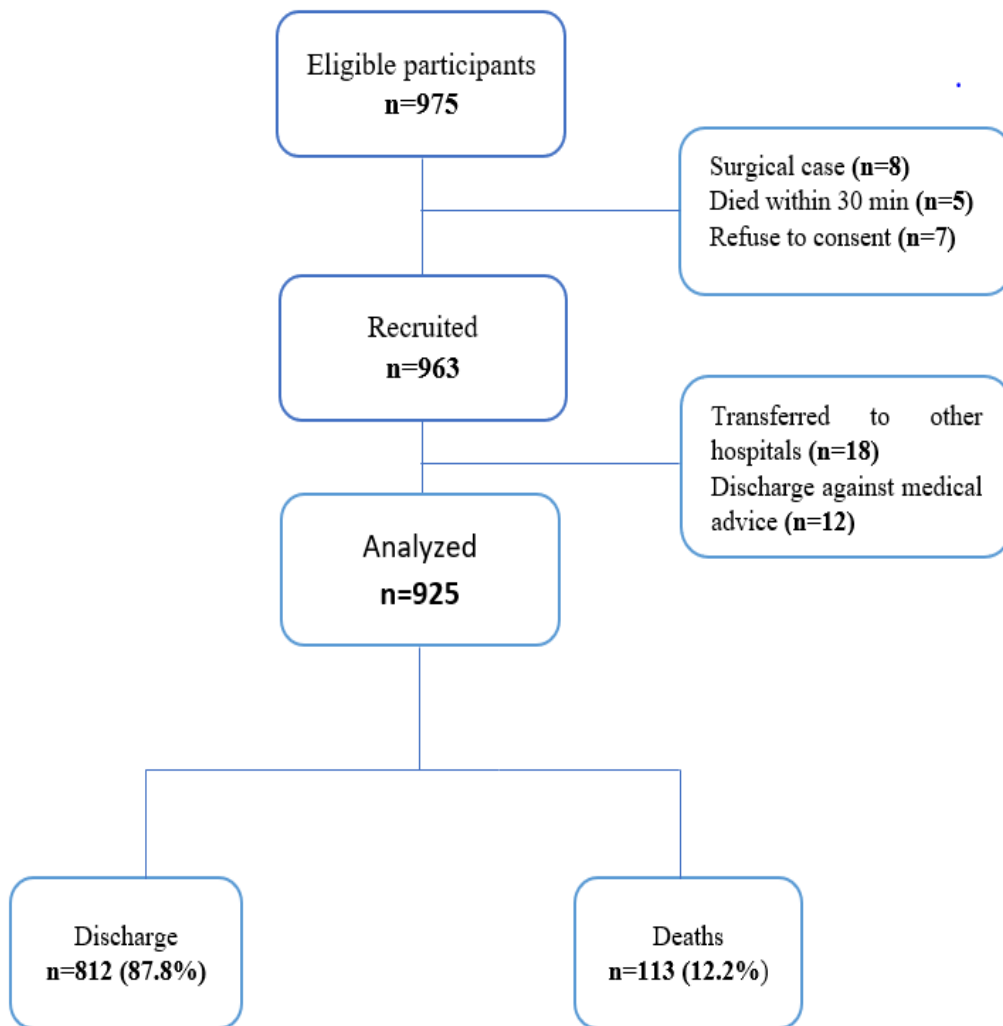 Eligible participants
n=975
Surgical case (n=8)
Died within 30 min (n=5)
Refuse to consent (n=7)
Recruited
n=963
Transferred to other
hospitals (n=18)
Discharge against medical
advice (n=12)
Analyzed
n=925
Discharge
n=812 (87.8%)
Deaths
n=113 (12.2%)